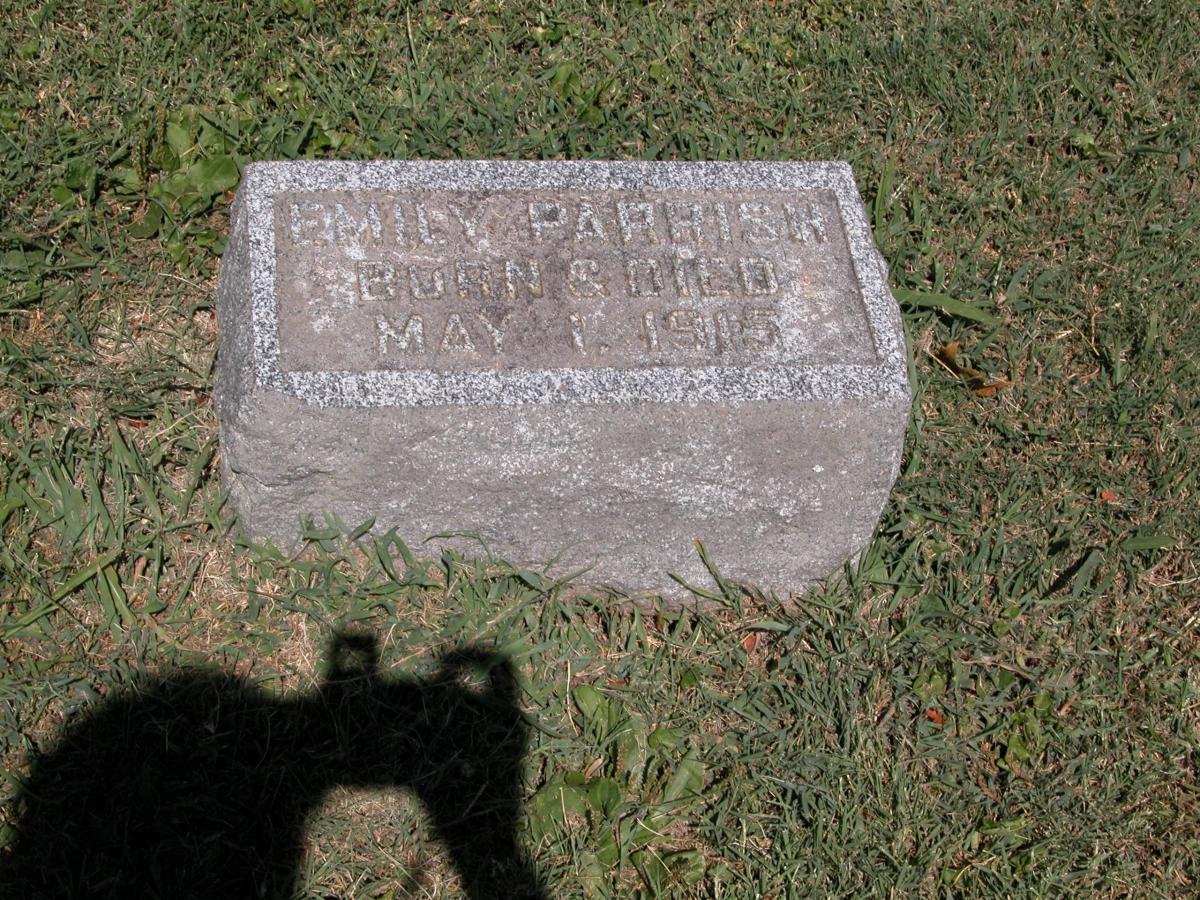 EMILY PARRISH
BORN & DIED
MAY 1, 1915